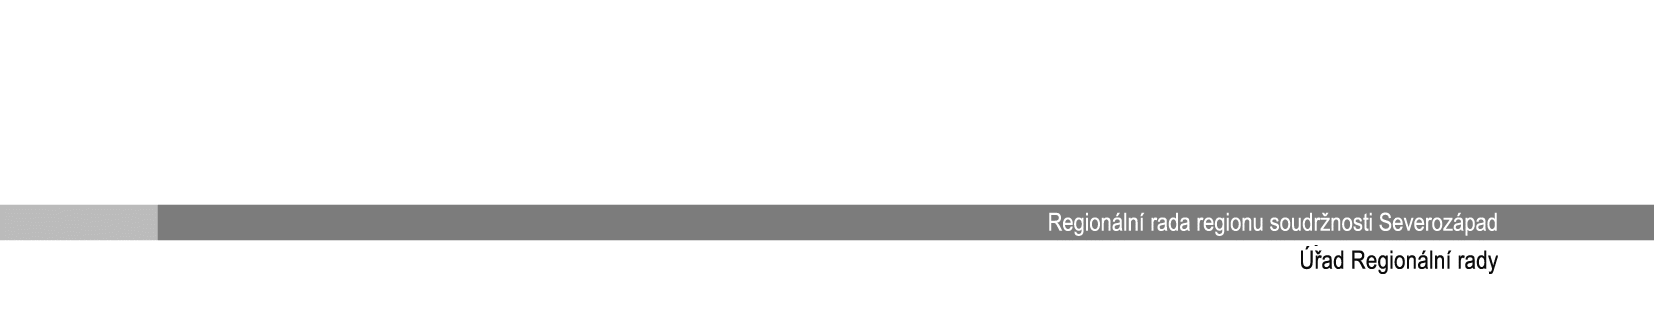 Regionální rada regionu soudržnosti Severozápad
Úřad Regionální rady